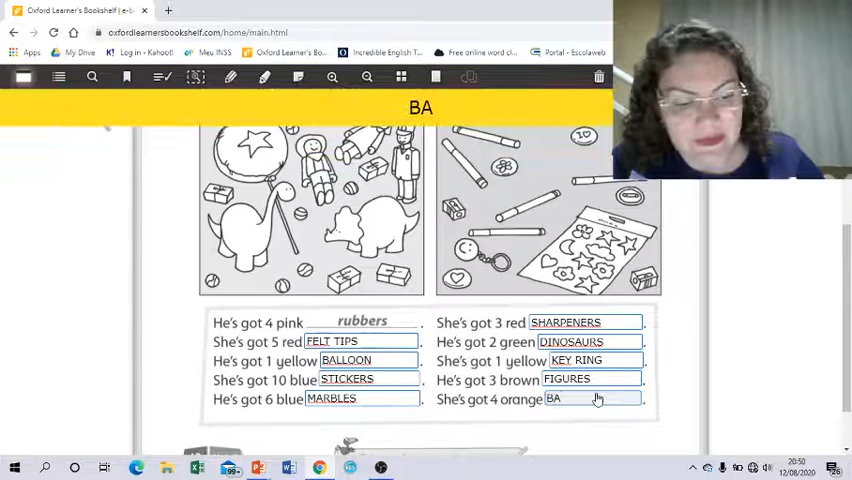 Oxford Learner's Bookshelf | e-b
oxfordlearnersbookshelf.com/home/main.html
Apps My Drive Log in - Kahoot! Meu INSS Oxford Learner's Bo... Incredible English T... Free online word cl... Portal - Escolaweb
BA
He's got 4 pink rubbers. She's got 3 red SHARPENERS.
She's got 5 red FELT TIPS. He's got 2 green DINOSAURS.
He's got 1 yellow BALLOON. She's got 1 yellow KEY RING.
She's got 10 blue STICKERS. He's got 3 brown FIGURES.
He's got 6 blue MARBLES. She's got 4 orange BA.
99+
20:50
12/08/2020
26